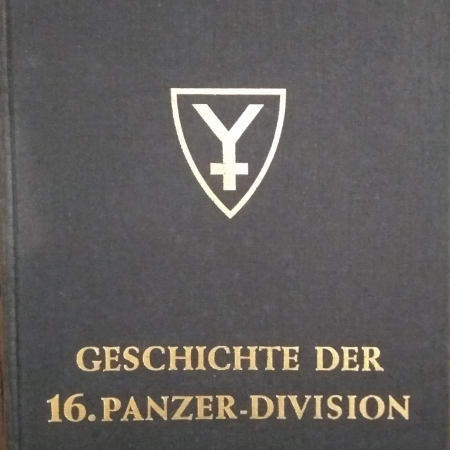 GESCHICHTE DER
16. PANZER-DIVISION